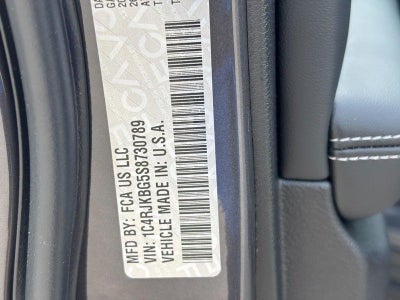 MFD BY: FCA US LLC
VIN: 1C4RJKBG5S8730789
VEHICLE MADE IN: U.S.A.